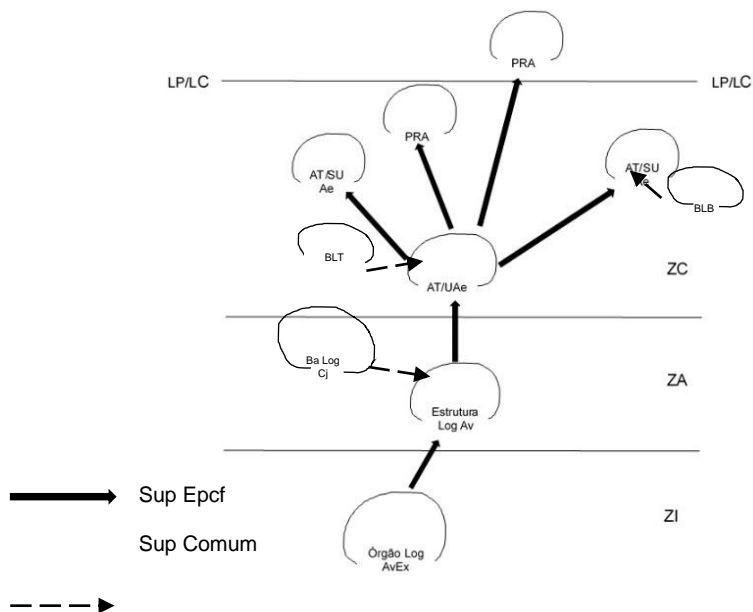 PRA
LP/LC
LP/LC
PRA
AT/SU
Ae
AT/SU
BLB
BLT
ZC
AT/UAe
Ba Log
Cj
ZA
Estrutura
Log Av
Sup Epcf
ZI
Sup Comum
Órgão Log
AvEx